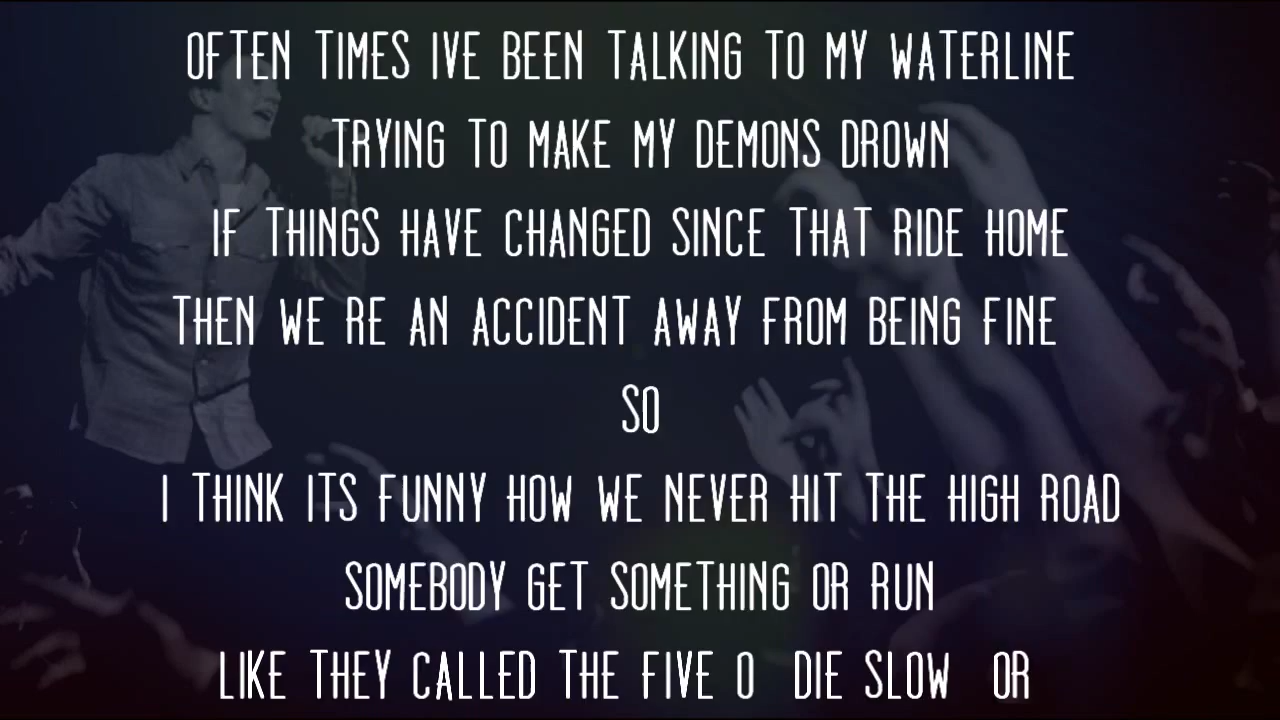 OFTEN TIMES IVE BEEN TALKING TO MY WATERLINE
TRYING TO MAKE MY DEMONS DROWN
IF THINGS HAVE CHANGED SINCE THAT RIDE HOME
THEN WE RE AN ACCIDENT AWAY FROM BEING FINE
SO
I THINK ITS FUNNY HOW WE NEVER HIT THE HIGH ROAD
SOMEBODY GET SOMETHING OR RUN
LIKE THEY CALLED THE FIVE O DIE SLOW OR